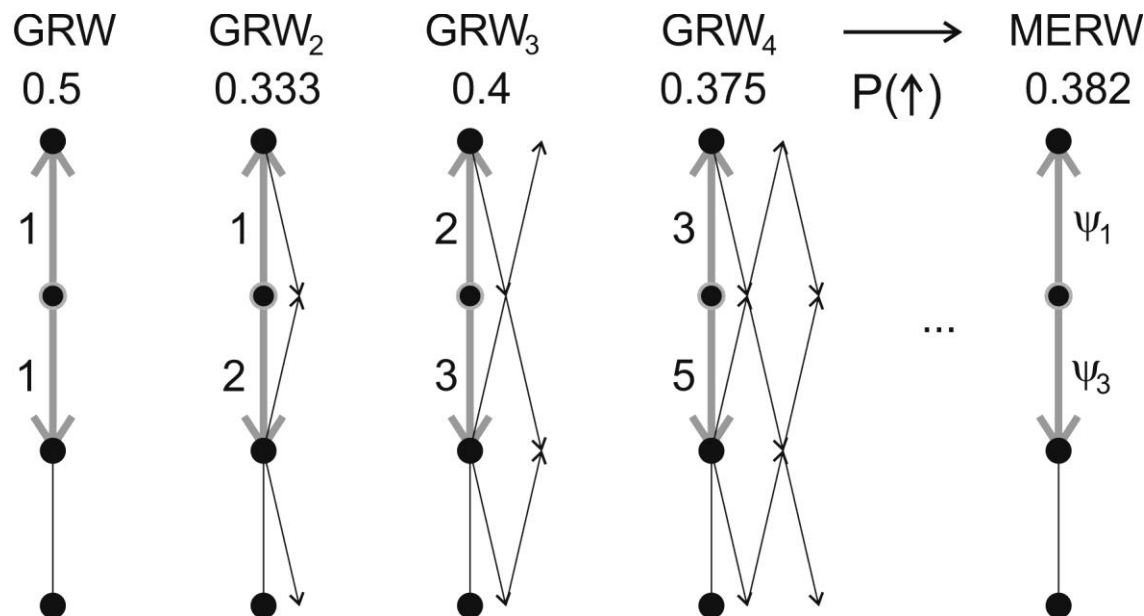 GRW GRW₂ GRW₃ GRW₄ MERW
0.5 0.333 0.4 0.375 P(↑) 0.382
1 1 2 3 ψ₁
...
1 2 3 5 ψ₃